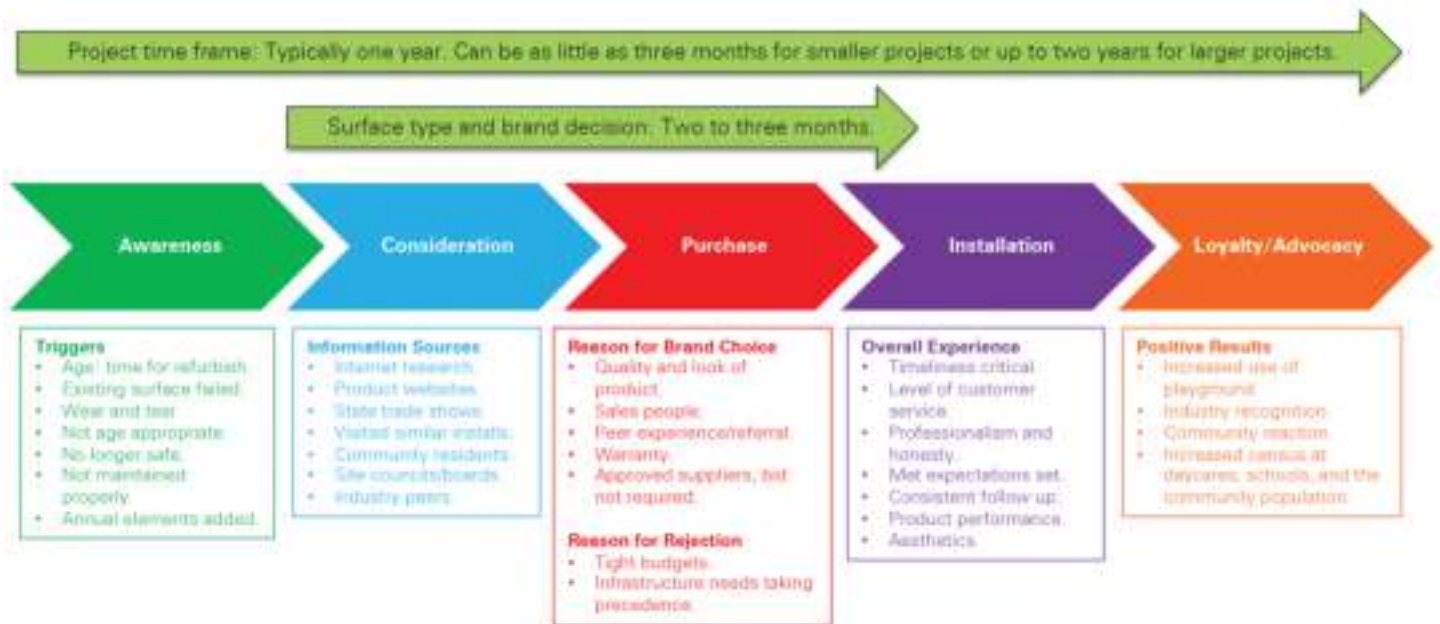 Project time frame: Typically one year. Can be as little as three months for smaller projects or up to two years for larger projects.
Surface type and brand decision: Two to three months.
Awareness
Consideration
Purchase
Installation
Loyalty/Advocacy
Triggers
• Age: time for refurbish.
• Existing surface failed.
• Wear and tear
• Not age appropriate.
• No longer safe.
• Not maintained
properly
• Annual elements added.
Information Sources
• Internet research.
• Product websites.
• State trade shows.
• Visited similar installs.
• Community residents
• Site councils/boards.
• Industry peers.
Reason for Brand Choice
• Quality and look of
product.
• Sales people.
• Peer experience/referral.
• Warranty.
• Approved suppliers, but
not required.
Reason for Rejection
• Tight budgets.
• Infrastructure needs taking
precedence.
Overall Experience
• Timeliness critical
• Level of customer
service
• Professionalism and
honesty.
• Met expectations set.
• Consistent follow up.
• Product performance.
• Aesthetics
Positive Results
• Increased use of
playground.
• Industry recognition.
• Community reaction.
• Increased census at
daycares, schools, and the
community population